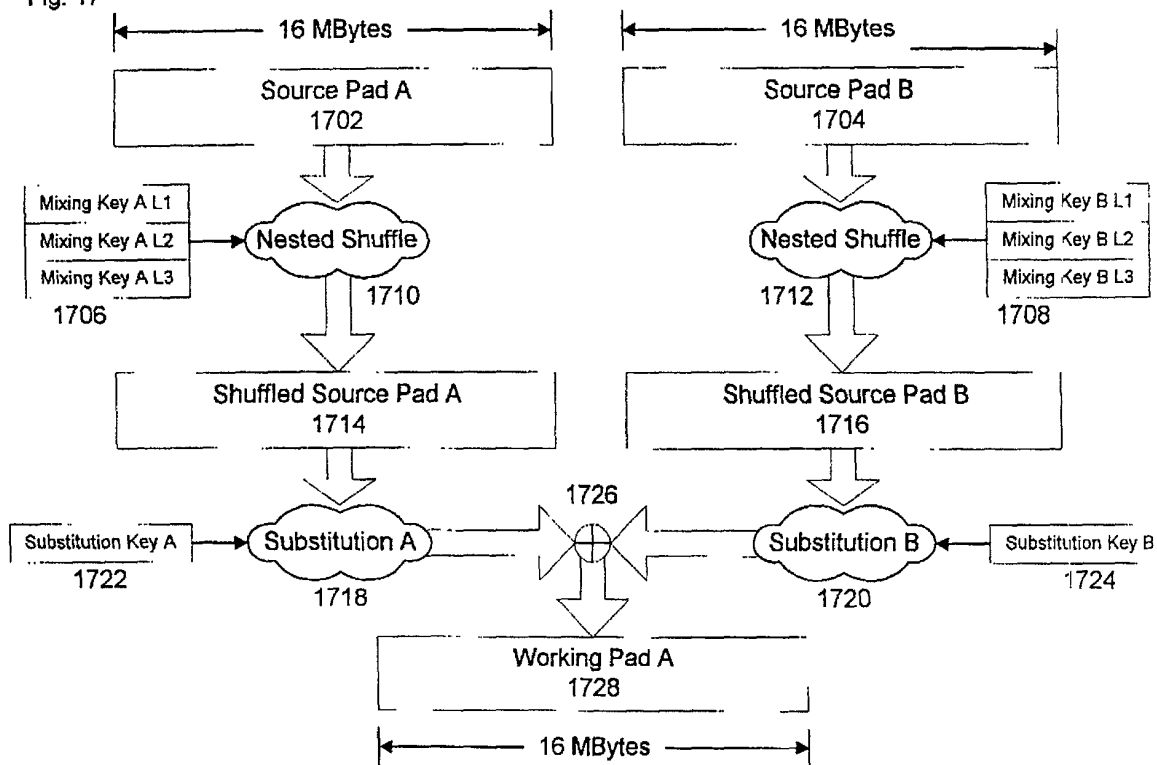 Fig. 17
16 MBytes
16 MBytes
Source Pad A
1702
Source Pad B
1704
Mixing Key A L1
Mixing Key A L2
Mixing Key A L3
1706
Nested Shuffle
1710
Nested Shuffle
1712
Mixing Key B L1
Mixing Key B L2
Mixing Key B L3
1708
Shuffled Source Pad A
1714
Shuffled Source Pad B
1716
1726
Substitution Key A
1722
Substitution A
1718
Substitution B
1720
Substitution Key B
1724
Working Pad A
1728
16 MBytes